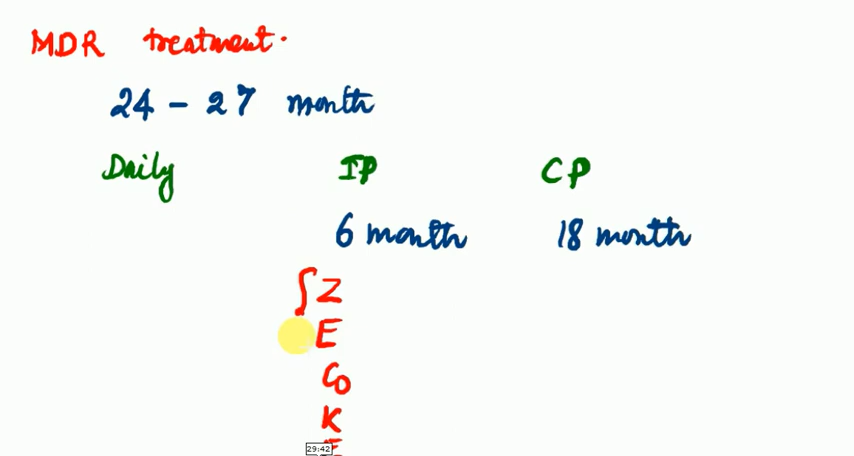 MDR treatment.
24 - 27 month
Daily IP CP
6 month 18 month
Z
E
Co
K
29:42